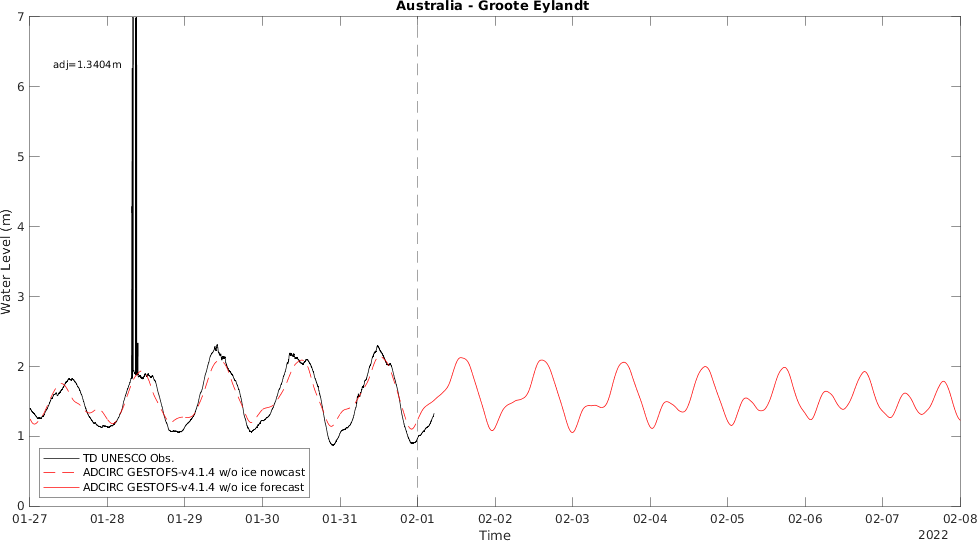 Australia - Groote Eylandt
7
adj=1.3404m
6
5
4
3
2
1
0
Water Level (m)
TD UNESCO Obs.
ADCIRC GESTOFS-v4.1.4 w/o ice nowcast
ADCIRC GESTOFS-v4.1.4 w/o ice forecast
01-27 01-28 01-29 01-30 01-31 02-01 02-02 02-03 02-04 02-05 02-06 02-07 02-08
Time
2022